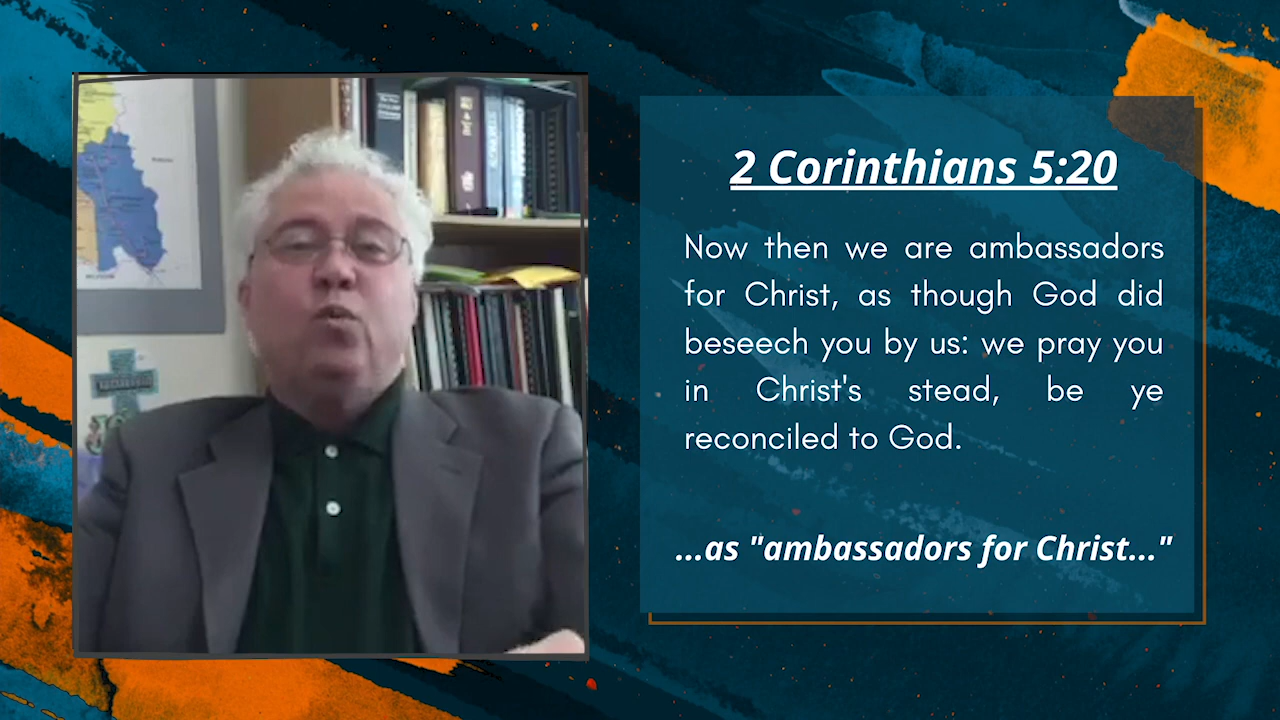 2 Corinthians 5:20
Now then we are ambassadors
for Christ, as though God did
beseech you by us: we pray you
in Christ's stead, be ye
reconciled to God.
...as "ambassadors for Christ..."